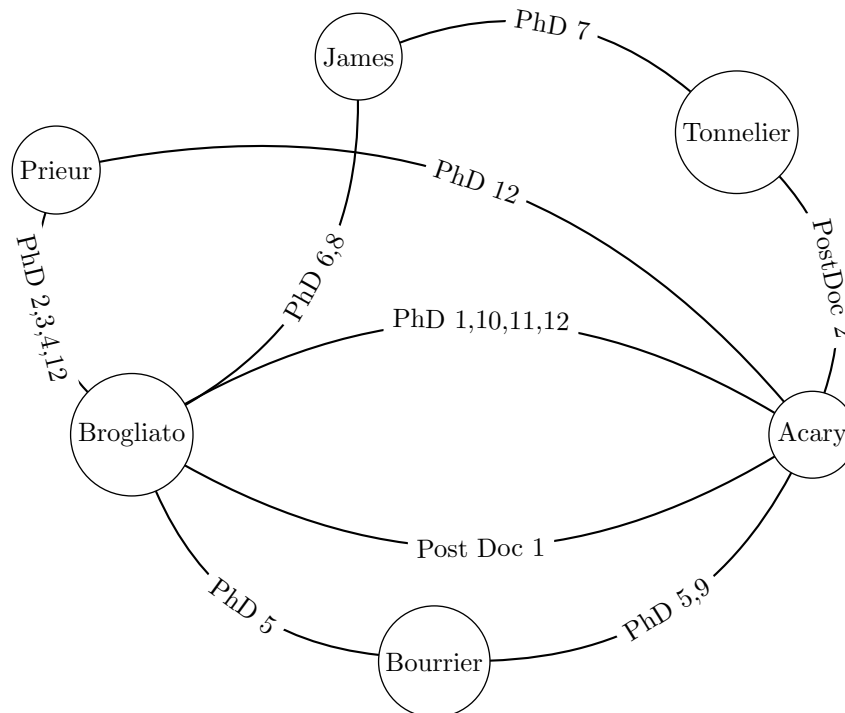 James
PhD 7
Tonnelier
Prieur
PhD 12
PhD 2,3,4,12
PhD 6,8
PostDoc 2
PhD 1,10,11,12
Brogliato
Acary
Post Doc 1
PhD 5
PhD 5,9
Bourrier